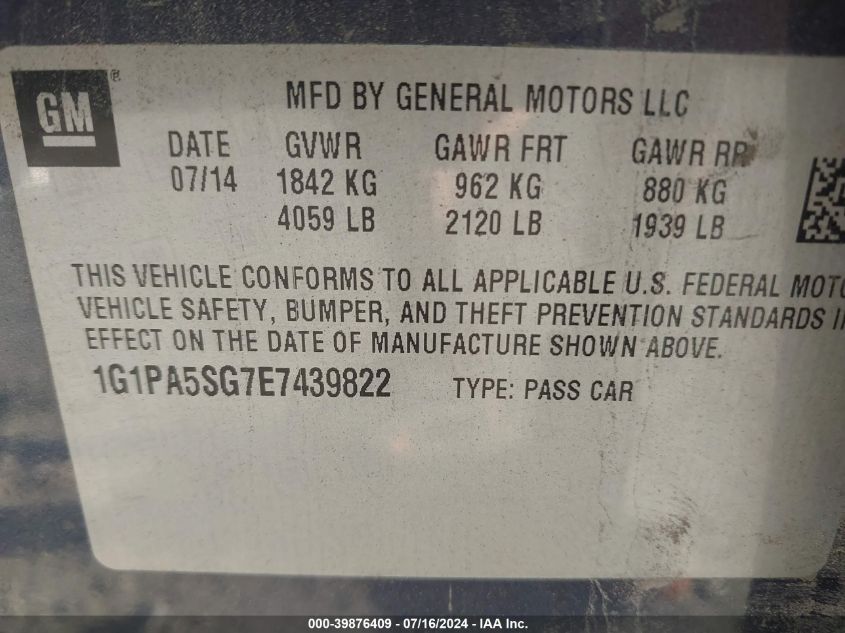 GM ®
MFD BY GENERAL MOTORS LLC
DATE GVWR GAWR FRT GAWR RR
07/14 1842 KG 962 KG 880 KG
4059 LB 2120 LB 1939 LB
THIS VEHICLE CONFORMS TO ALL APPLICABLE U.S. FEDERAL MOTO
VEHICLE SAFETY, BUMPER, AND THEFT PREVENTION STANDARDS I
EFFECT ON THE DATE OF MANUFACTURE SHOWN ABOVE.
1G1PA5SG7E7439822 TYPE: PASS CAR
000-39876409 - 07/16/2024 - IAA Inc.